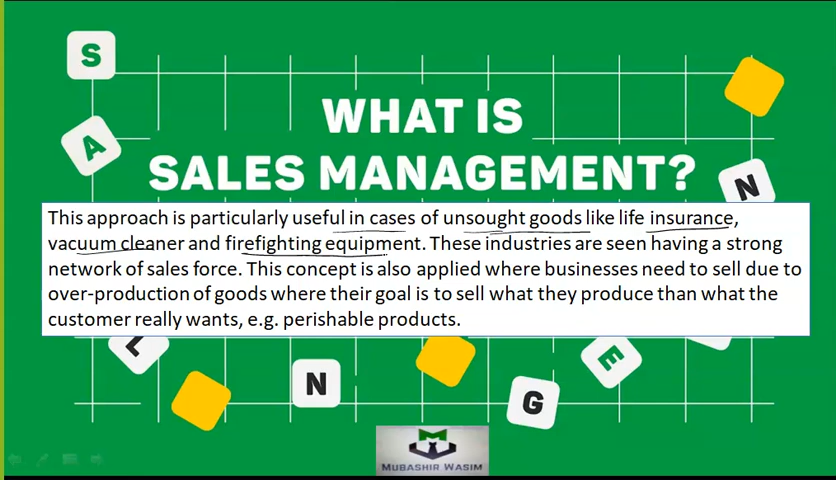 S
A
WHAT IS
SALES MANAGEMENT?
N
This approach is particularly useful in cases of unsought goods like life insurance,
vacuum cleaner and firefighting equipment. These industries are seen having a strong
network of sales force. This concept is also applied where businesses need to sell due to
over-production of goods where their goal is to sell what they produce than what the
customer really wants, e.g. perishable products.
L
N
G
E
MUBASHIR WASIM